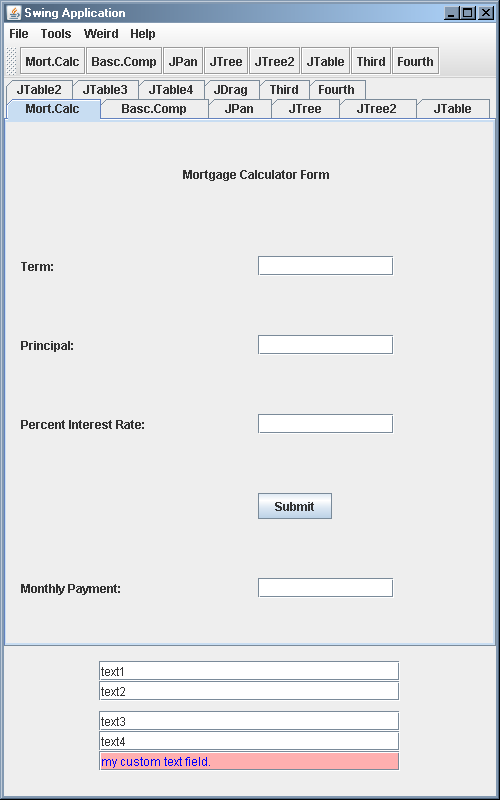 Swing Application
File Tools Weird Help
Mort.Calc Basc.Comp JPan JTree JTree2 JTable Third Fourth
JTable2 JTable3 JTable4 JDrag Third Fourth
Mort.Calc Basc.Comp JPan JTree JTree2 JTable
Mortgage Calculator Form
Term:
Principal:
Percent Interest Rate:
Submit
Monthly Payment:
text1
text2
text3
text4
my custom text field.